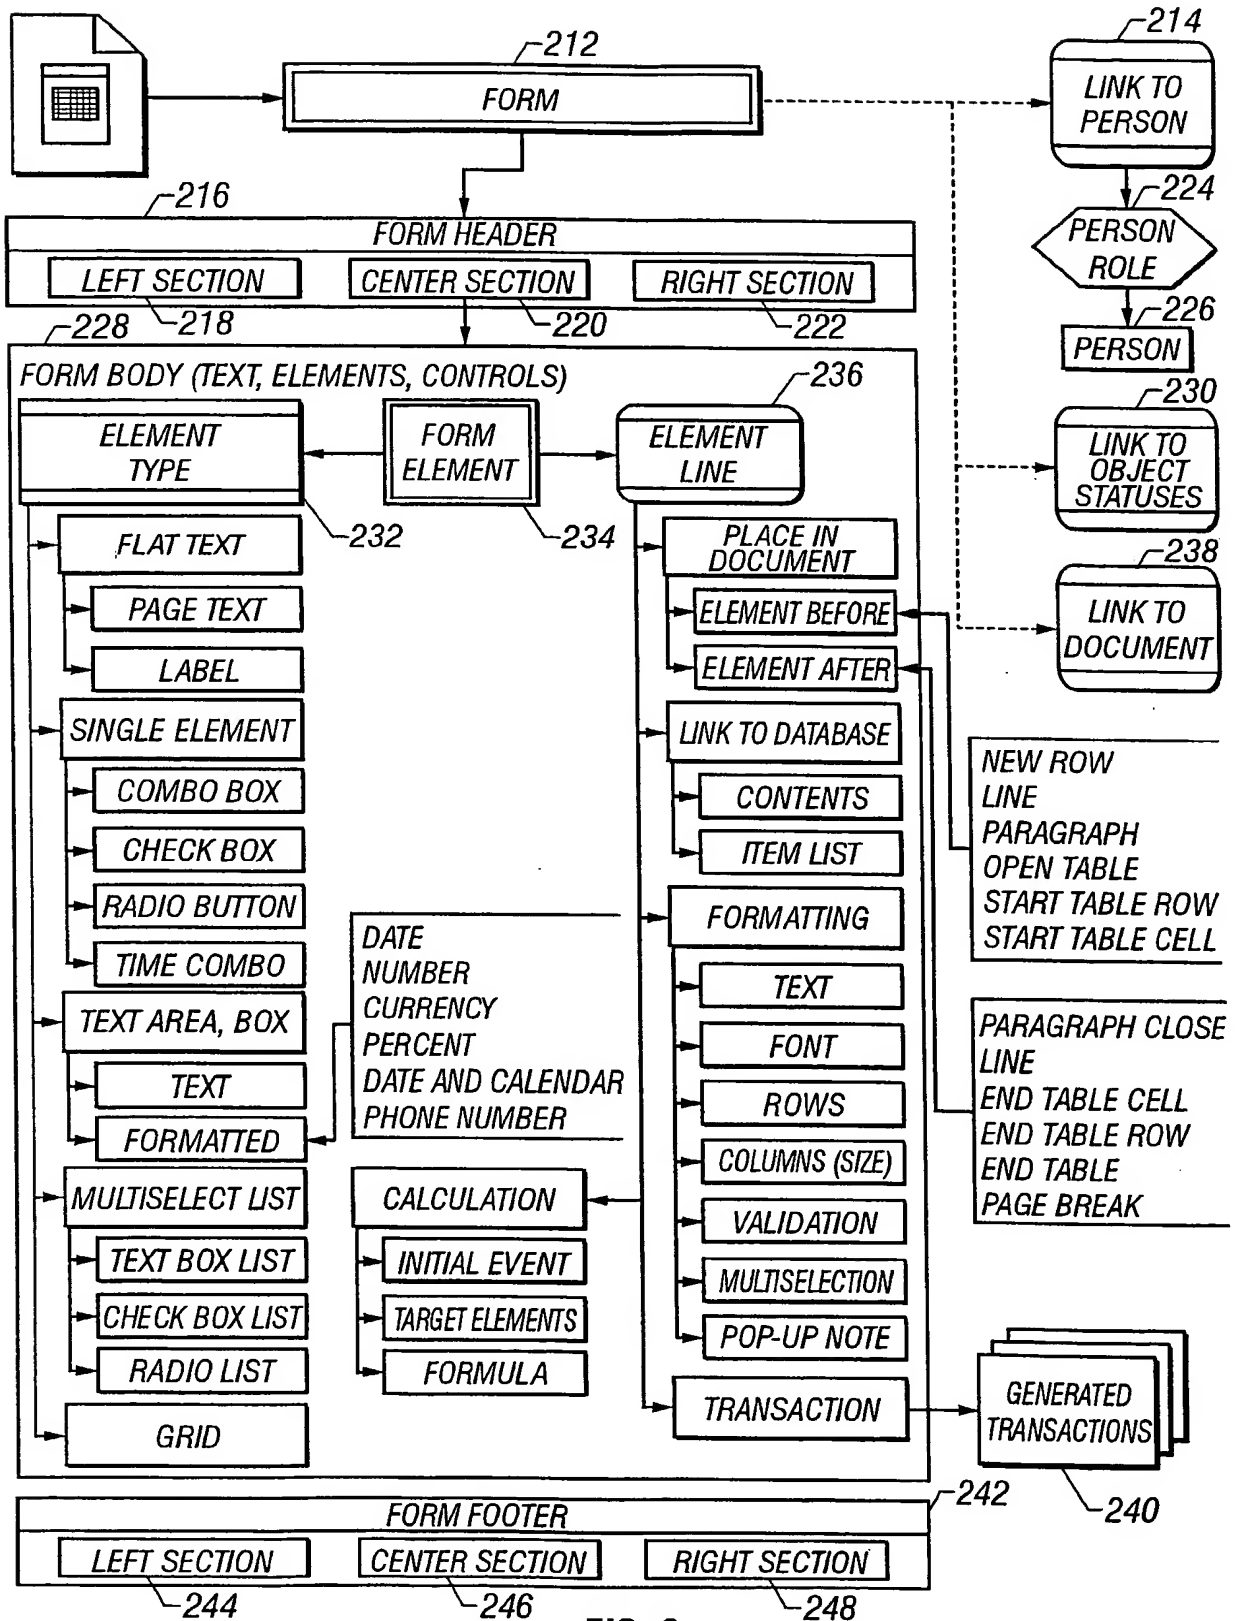 212
214
FORM
LINK TO
PERSON
216
224
FORM HEADER
PERSON
ROLE
LEFT SECTION
CENTER SECTION
RIGHT SECTION
218
220
222
226
PERSON
228
FORM BODY (TEXT, ELEMENTS, CONTROLS)
236
230
ELEMENT
TYPE
FORM
ELEMENT
ELEMENT
LINE
LINK TO
OBJECT
STATUSES
232
234
238
LINK TO
DOCUMENT
FLAT TEXT
PAGE TEXT
LABEL
SINGLE ELEMENT
COMBO BOX
CHECK BOX
RADIO BUTTON
TIME COMBO
TEXT AREA, BOX
TEXT
FORMATTED
MULTISELECT LIST
TEXT BOX LIST
CHECK BOX LIST
RADIO LIST
GRID
DATE
NUMBER
CURRENCY
PERCENT
DATE AND CALENDAR
PHONE NUMBER
CALCULATION
INITIAL EVENT
TARGET ELEMENTS
FORMULA
PLACE IN
DOCUMENT
ELEMENT BEFORE
ELEMENT AFTER
LINK TO DATABASE
CONTENTS
ITEM LIST
FORMATTING
TEXT
FONT
ROWS
COLUMNS (SIZE)
VALIDATION
MULTISELECTION
POP-UP NOTE
TRANSACTION
NEW ROW
LINE
PARAGRAPH
OPEN TABLE
START TABLE ROW
START TABLE CELL
PARAGRAPH CLOSE
LINE
END TABLE CELL
END TABLE ROW
END TABLE
PAGE BREAK
GENERATED
TRANSACTIONS
240
242
FORM FOOTER
LEFT SECTION
CENTER SECTION
RIGHT SECTION
244
246
248